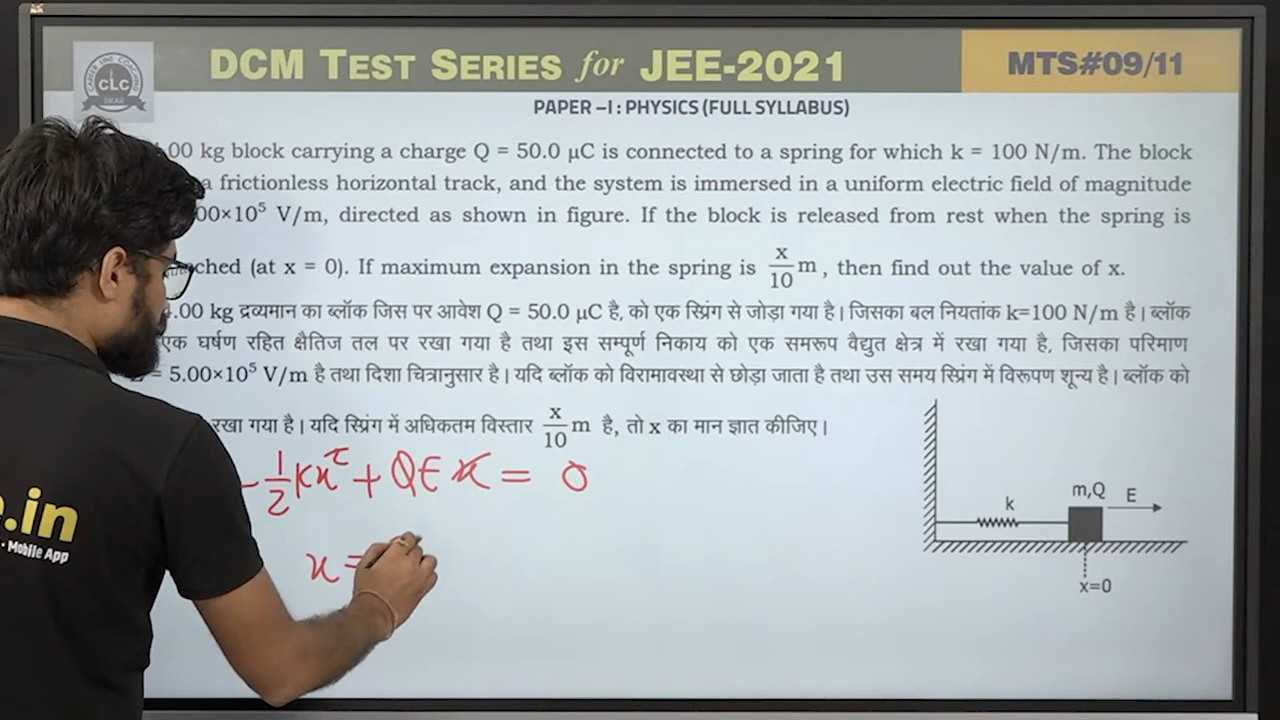 DCM TEST SERIES for JEE-2021
MTS#09/11
CLC
PAPER –I : PHYSICS (FULL SYLLABUS)
.00 kg block carrying a charge Q = 50.0 μC is connected to a spring for which k = 100 N/m. The block
a frictionless horizontal track, and the system is immersed in a uniform electric field of magnitude
00×10⁵ V/m, directed as shown in figure. If the block is released from rest when the spring is
ched (at x = 0). If maximum expansion in the spring is x/10 m, then find out the value of x.
.00 kg द्रव्यमान का ब्लॉक जिस पर आवेश Q = 50.0 μC है, को एक स्प्रिंग से जोड़ा गया है। जिसका बल नियतांक k=100 N/m है। ब्लॉक
एक घर्षण रहित क्षैतिज तल पर रखा गया है तथा इस सम्पूर्ण निकाय को एक समरूप वैद्युत क्षेत्र में रखा गया है, जिसका परिमाण
= 5.00×10⁵ V/m है तथा दिशा चित्रानुसार है। यदि ब्लॉक को विरामावस्था से छोड़ा जाता है तथा उस समय स्प्रिंग में विरूपण शून्य है। ब्लॉक को
रखा गया है। यदि स्प्रिंग में अधिकतम विस्तार x/10 m है, तो x का मान ज्ञात कीजिए।
- 1/2 Kx² + QEx = 0
x =
k
m,Q
E
x=0
.in
Mobile App